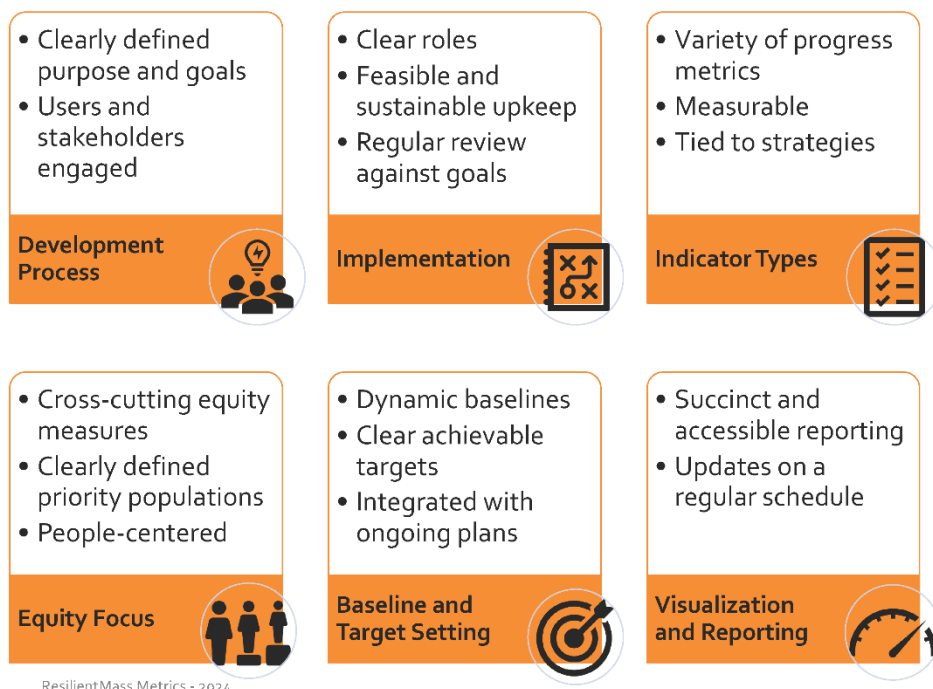 • Clearly defined
purpose and goals
• Users and
stakeholders
engaged
Development
Process
• Clear roles
• Feasible and
sustainable upkeep
• Regular review
against goals
Implementation
• Variety of progress
metrics
• Measurable
• Tied to strategies
Indicator Types
• Cross-cutting equity
measures
• Clearly defined
priority populations
• People-centered
Equity Focus
• Dynamic baselines
• Clear achievable
targets
• Integrated with
ongoing plans
Baseline and
Target Setting
• Succinct and
accessible reporting
• Updates on a
regular schedule
Visualization
and Reporting
ResilientMass Metrics - 2024